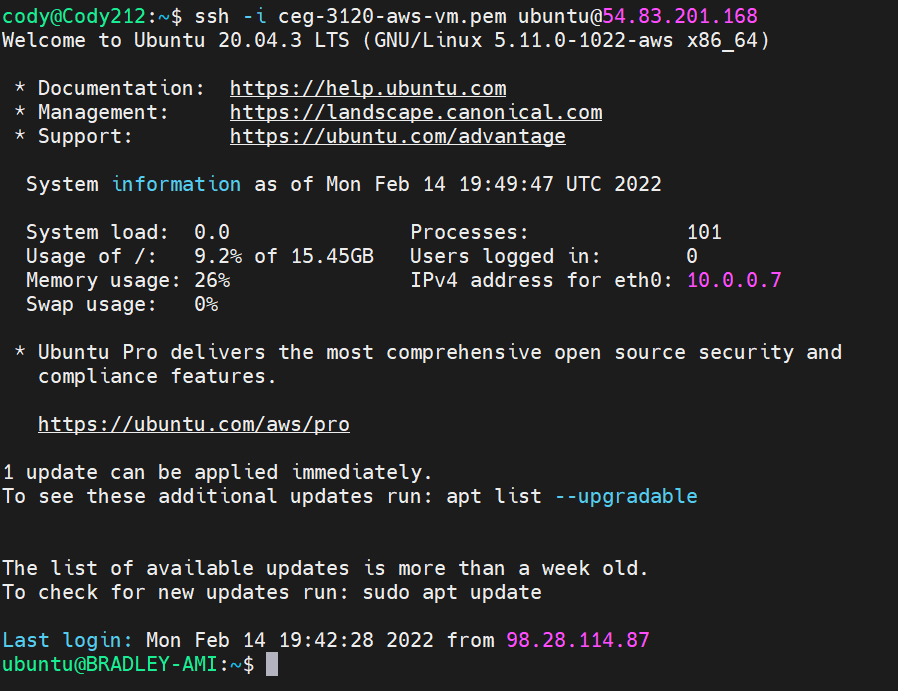 cody@Cody212:~$ ssh -i ceg-3120-aws-vm.pem ubuntu@54.83.201.168
Welcome to Ubuntu 20.04.3 LTS (GNU/Linux 5.11.0-1022-aws x86_64)
* Documentation: https://help.ubuntu.com
* Management: https://landscape.canonical.com
* Support: https://ubuntu.com/advantage
System information as of Mon Feb 14 19:49:47 UTC 2022
System load: 0.0 Processes: 101
Usage of /: 9.2% of 15.45GB Users logged in: 0
Memory usage: 26% IPv4 address for eth0: 10.0.0.7
Swap usage: 0%
* Ubuntu Pro delivers the most comprehensive open source security and
compliance features.
https://ubuntu.com/aws/pro
1 update can be applied immediately.
To see these additional updates run: apt list --upgradable
The list of available updates is more than a week old.
To check for new updates run: sudo apt update
Last login: Mon Feb 14 19:42:28 2022 from 98.28.114.87
ubuntu@BRADLEY-AMI:~$